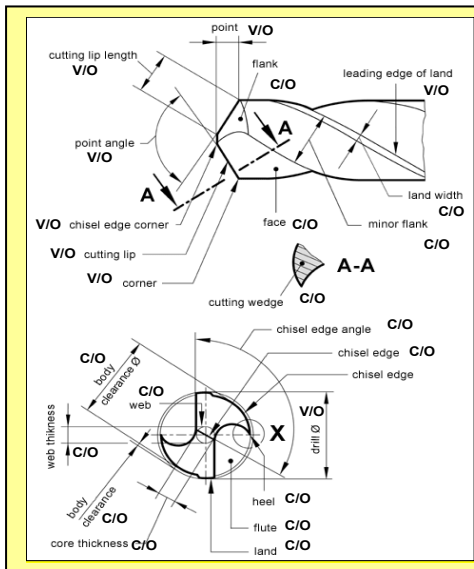 point V/O
cutting lip length
V/O
flank
C/O
leading edge of land
V/O
point angle
V/O
A
A
land width
C/O
V/O chisel edge corner
face C/O
minor flank
C/O
V/O cutting lip
V/O corner
A-A
cutting wedge C/O
chisel edge angle C/O
C/O
body
clearance Ø
C/O
web
chisel edge C/O
chisel edge
V/O
drill Ø
X
web thikness
C/O
body
clearance
C/O
heel C/O
flute C/O
core thickness C/O
land C/O